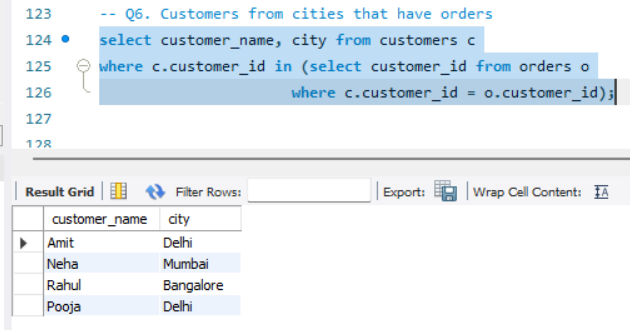 123 -- Q6. Customers from cities that have orders
124 select customer_name, city from customers c
125 where c.customer_id in (select customer_id from orders o
126 where c.customer_id = o.customer_id);
127
128
Result Grid Filter Rows: Export: Wrap Cell Content: IA
customer_name city
Amit Delhi
Neha Mumbai
Rahul Bangalore
Pooja Delhi